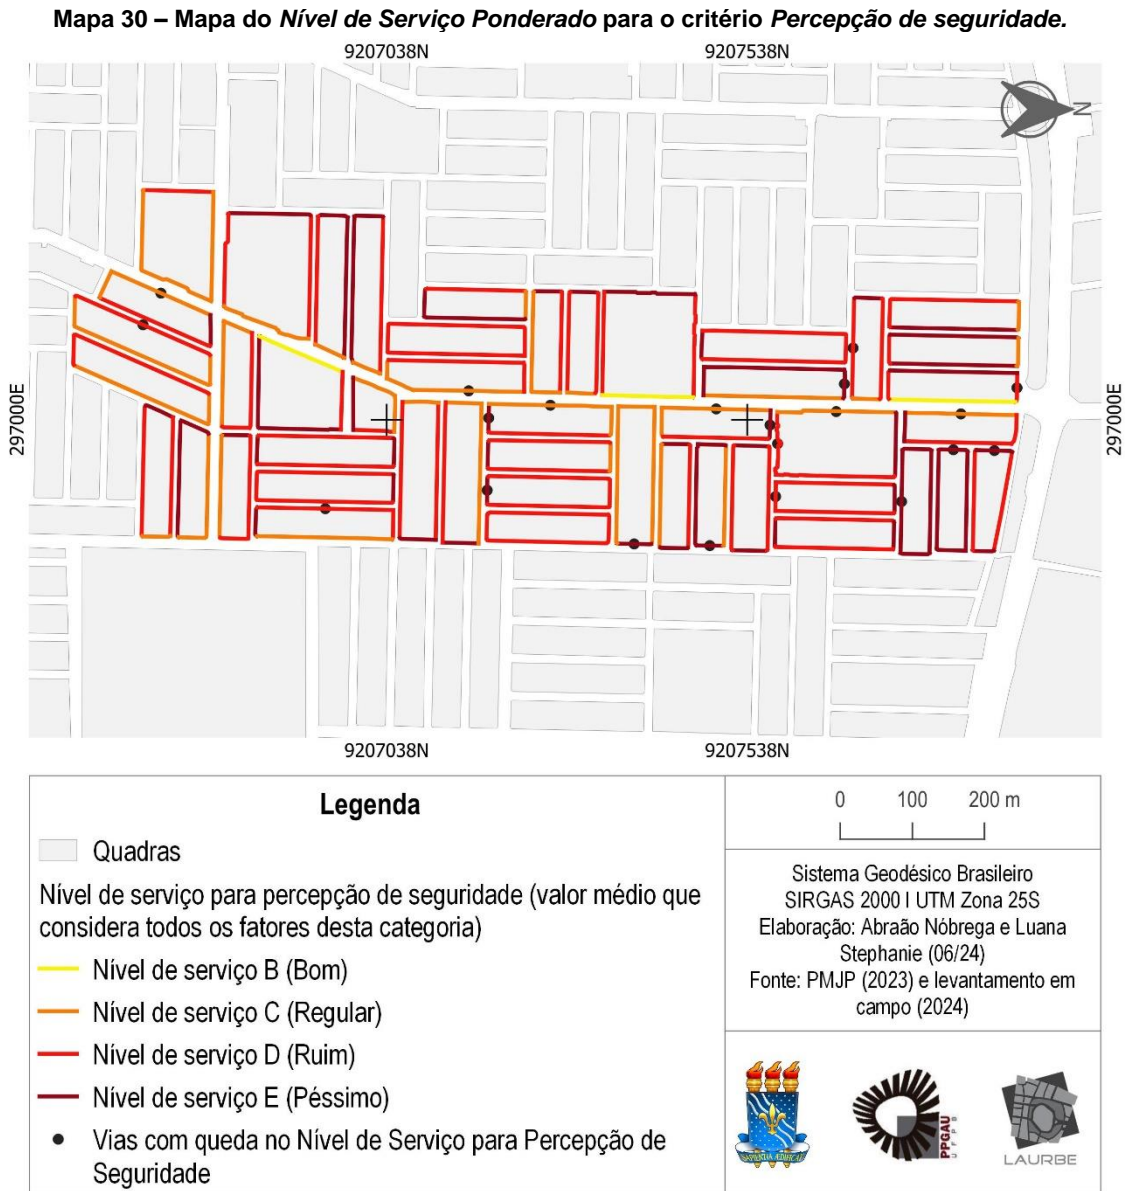 Mapa 30 – Mapa do Nível de Serviço Ponderado para o critério Percepção de seguridade.
9207038N 9207538N
N
297000E 297000E
9207038N 9207538N
Legenda
Quadras
Nível de serviço para percepção de seguridade (valor médio que
considera todos os fatores desta categoria)
Nível de serviço B (Bom)
Nível de serviço C (Regular)
Nível de serviço D (Ruim)
Nível de serviço E (Péssimo)
Vias com queda no Nível de Serviço para Percepção de
Seguridade
0 100 200 m
Sistema Geodésico Brasileiro
SIRGAS 2000 I UTM Zona 25S
Elaboração: Abraão Nóbrega e Luana
Stephanie (06/24)
Fonte: PMJP (2023) e levantamento em
campo (2024)
PPGAU
UFPB
LAURBE